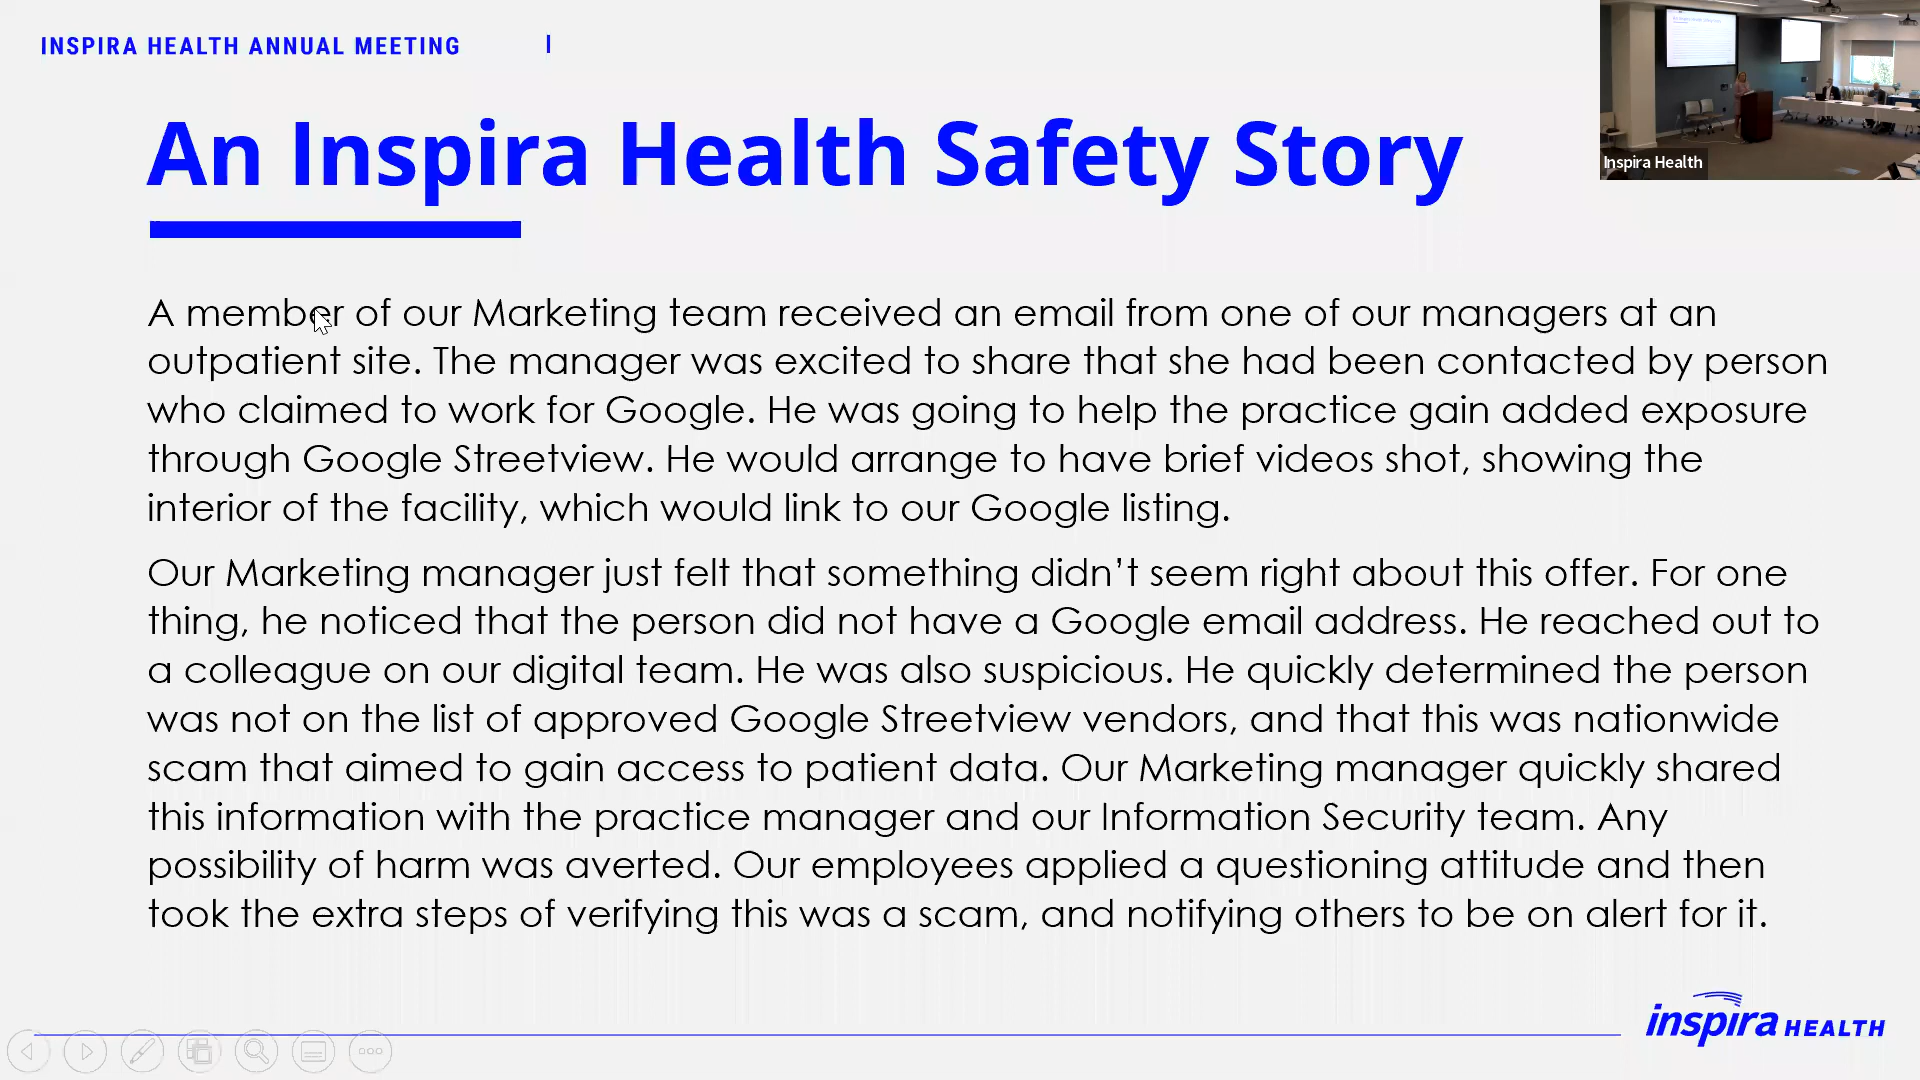 INSPIRA HEALTH ANNUAL MEETING |
Inspira Health
An Inspira Health Safety Story
A member of our Marketing team received an email from one of our managers at an
outpatient site. The manager was excited to share that she had been contacted by person
who claimed to work for Google. He was going to help the practice gain added exposure
through Google Streetview. He would arrange to have brief videos shot, showing the
interior of the facility, which would link to our Google listing.
Our Marketing manager just felt that something didn’t seem right about this offer. For one
thing, he noticed that the person did not have a Google email address. He reached out to
a colleague on our digital team. He was also suspicious. He quickly determined the person
was not on the list of approved Google Streetview vendors, and that this was nationwide
scam that aimed to gain access to patient data. Our Marketing manager quickly shared
this information with the practice manager and our Information Security team. Any
possibility of harm was averted. Our employees applied a questioning attitude and then
took the extra steps of verifying this was a scam, and notifying others to be on alert for it.
inspira HEALTH